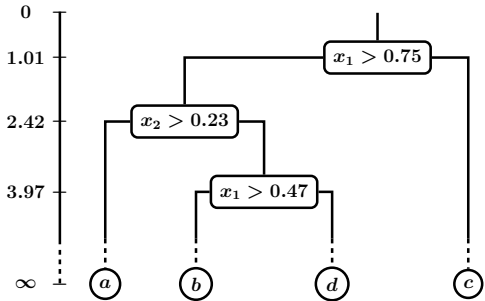 0
1.01 x₁ > 0.75
2.42 x₂ > 0.23
3.97 x₁ > 0.47
∞ a b d c